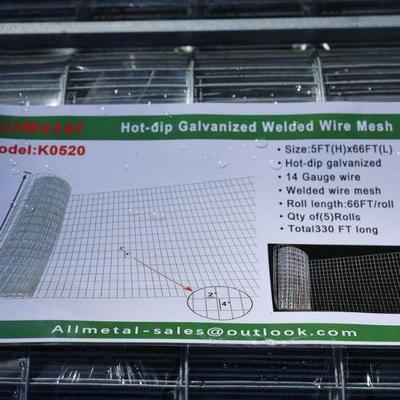 AllMetal
Hot-dip Galvanized Welded Wire Mesh
odel:K0520
• Size:5FT(H)x66FT(L)
• Hot-dip galvanized
• 14 Gauge wire
• Welded wire mesh
• Roll length:66FT/roll
• Qty of(5)Rolls
• Total330 FT long
2"
4"
Allmetal-sales@outlook.com